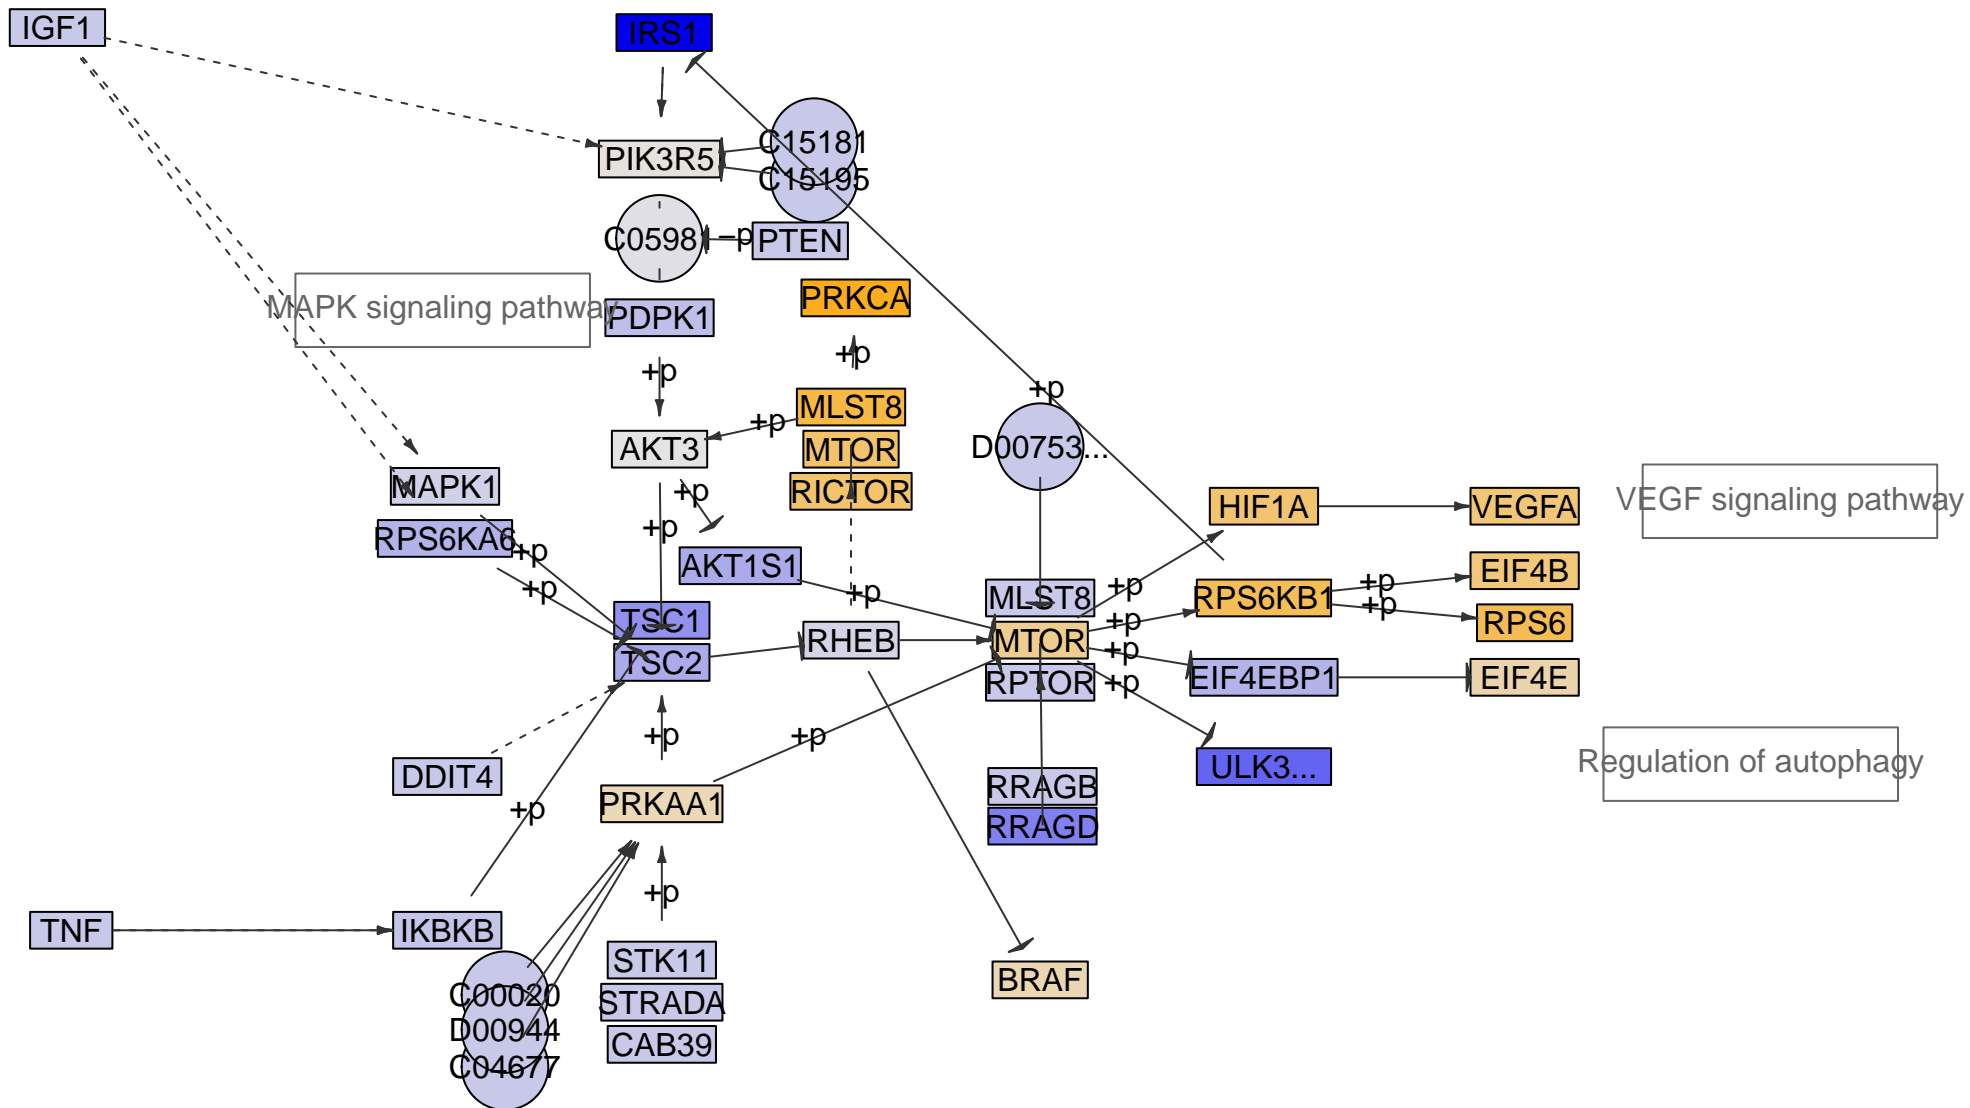 IGF1
IRS1
PIK3R5
C15181
C15195
C05981
−p
PTEN
MAPK signaling pathway
PDPK1
PRKCA
+p
+p
+p
MLST8
+p
AKT3
MTOR
D00753...
MAPK1
+p
RICTOR
HIF1A
VEGFA
VEGF signaling pathway
RPS6KA6
+p
+p
AKT1S1
EIF4B
+p
+p
+p
+p
MLST8
RPS6KB1
+p
TSC1
+p
RPS6
RHEB
MTOR
TSC2
+p
RPTOR
+p
EIF4EBP1
EIF4E
+p
+p
DDIT4
ULK3...
Regulation of autophagy
RRAGB
+p
PRKAA1
RRAGD
+p
TNF
IKBKB
STK11
BRAF
C00020
STRADA
D00944
CAB39
C04677